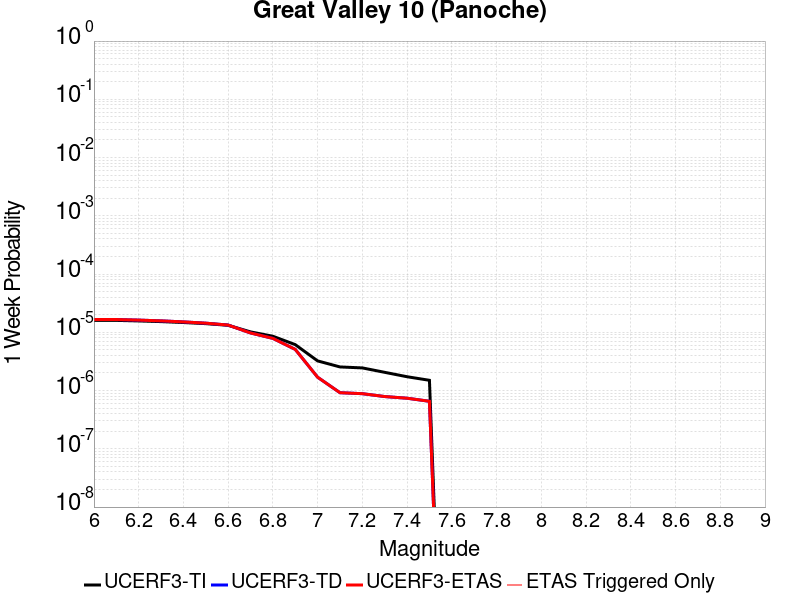 Great Valley 10 (Panoche)
1 Week Probability
10^0
10^-1
10^-2
10^-3
10^-4
10^-5
10^-6
10^-7
10^-8
6 6.2 6.4 6.6 6.8 7 7.2 7.4 7.6 7.8 8 8.2 8.4 8.6 8.8 9
Magnitude
UCERF3-TI UCERF3-TD UCERF3-ETAS ETAS Triggered Only